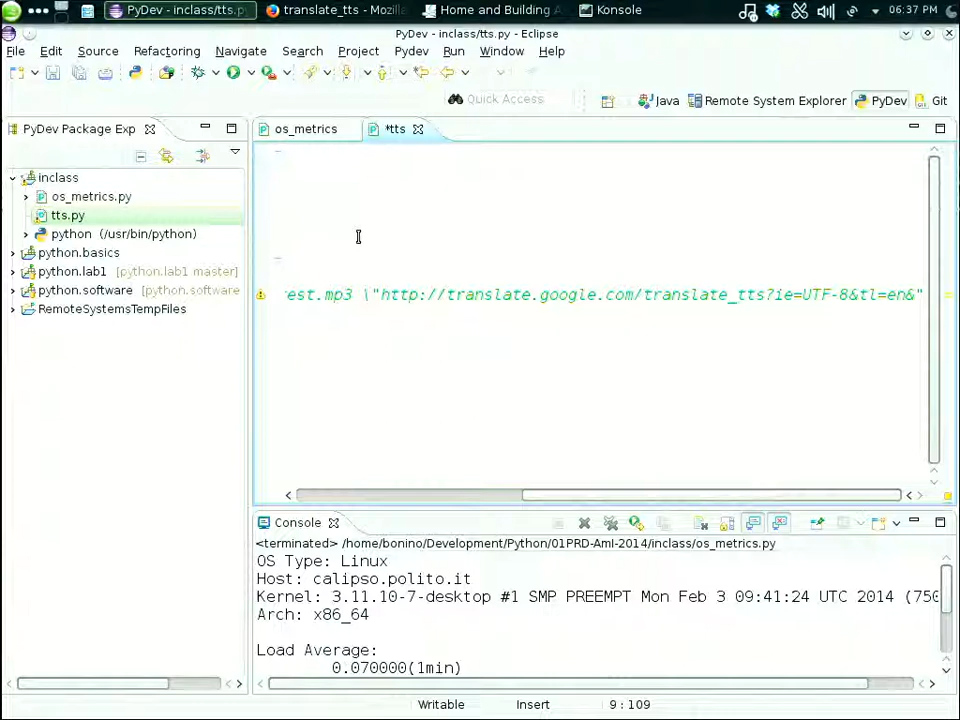 PyDev - inclass/tts.p
translate_tts - Mozill
Home and Building A
Konsole
06:37 PM
PyDev - inclass/tts.py - Eclipse
File Edit Source Refactoring Navigate Search Project Pydev Run Window Help
Quick Access
Java
Remote System Explorer
PyDev
Git
PyDev Package Exp
os_metrics
*tts
inclass
os_metrics.py
tts.py
python (/usr/bin/python)
python.basics
python.lab1 [python.lab1 master]
python.software [python.software
RemoteSystemsTempFiles
est.mp3 \"http://translate.google.com/translate_tts?ie=UTF-8&tl=en&"
Console
<terminated> /home/bonino/Development/Python/01PRD-AmI-2014/inclass/os_metrics.py
OS Type: Linux
Host: calipso.polito.it
Kernel: 3.11.10-7-desktop #1 SMP PREEMPT Mon Feb 3 09:41:24 UTC 2014 (750
Arch: x86_64
Load Average:
0.070000(1min)
Writable
Insert
9 : 109